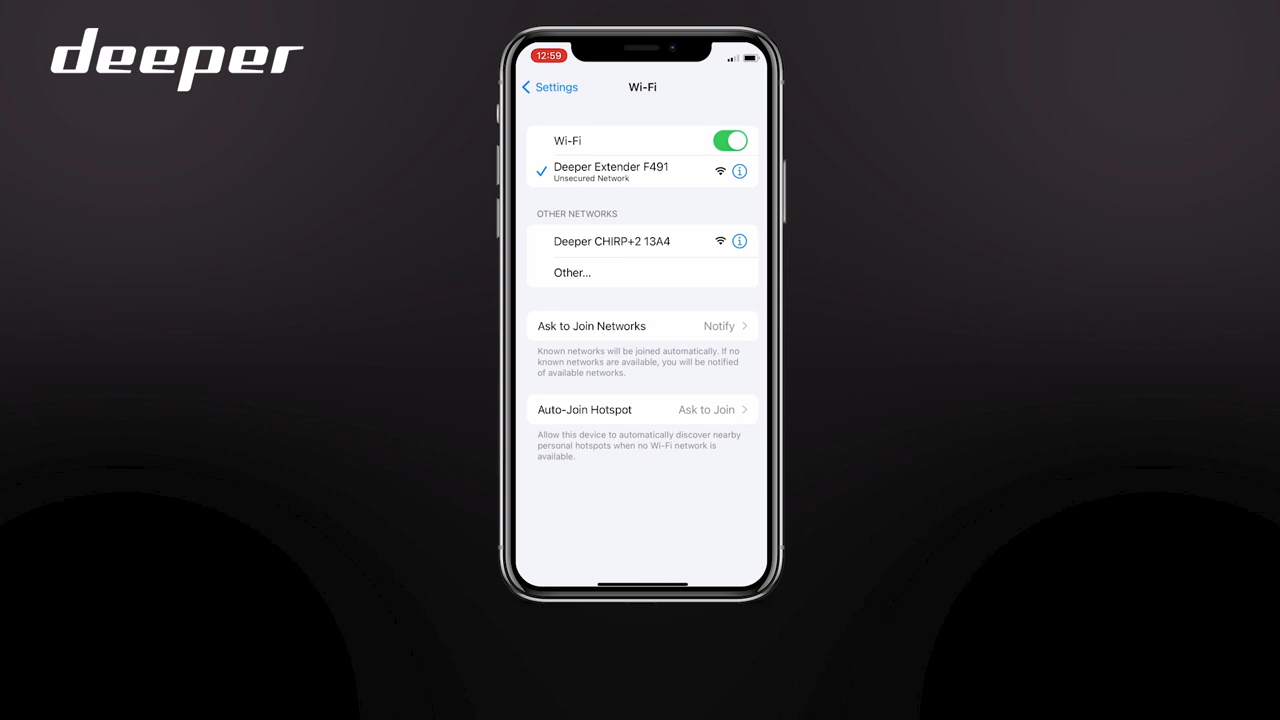 deeper
12:59
Settings
Wi-Fi
Wi-Fi
Deeper Extender F491
Unsecured Network
OTHER NETWORKS
Deeper CHIRP+2 13A4
Other...
Ask to Join Networks Notify
Known networks will be joined automatically. If no
known networks are available, you will be notified
of available networks.
Auto-Join Hotspot Ask to Join
Allow this device to automatically discover nearby
personal hotspots when no Wi-Fi network is
available.